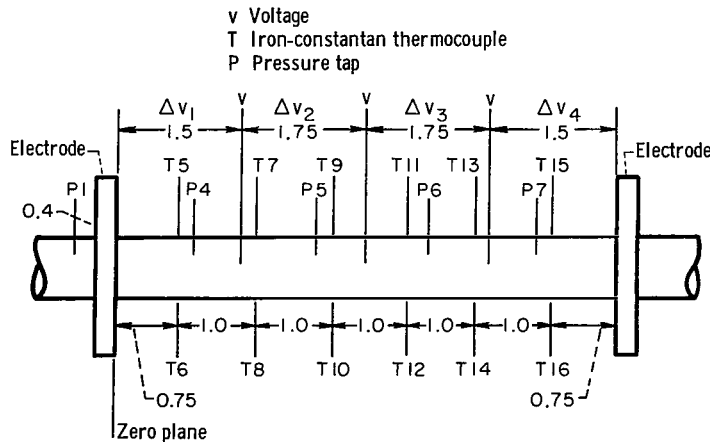 v Voltage
T Iron-constantan thermocouple
P Pressure tap
Δv1 v Δv2 v Δv3 v Δv4
1.5 1.75 1.75 1.5
Electrode Electrode
T5 T7 T9 T11 T13 T15
P1 P4 P5 P6 P7
0.4
1.0 1.0 1.0 1.0 1.0
T6 T8 T10 T12 T14 T16
0.75 0.75
Zero plane